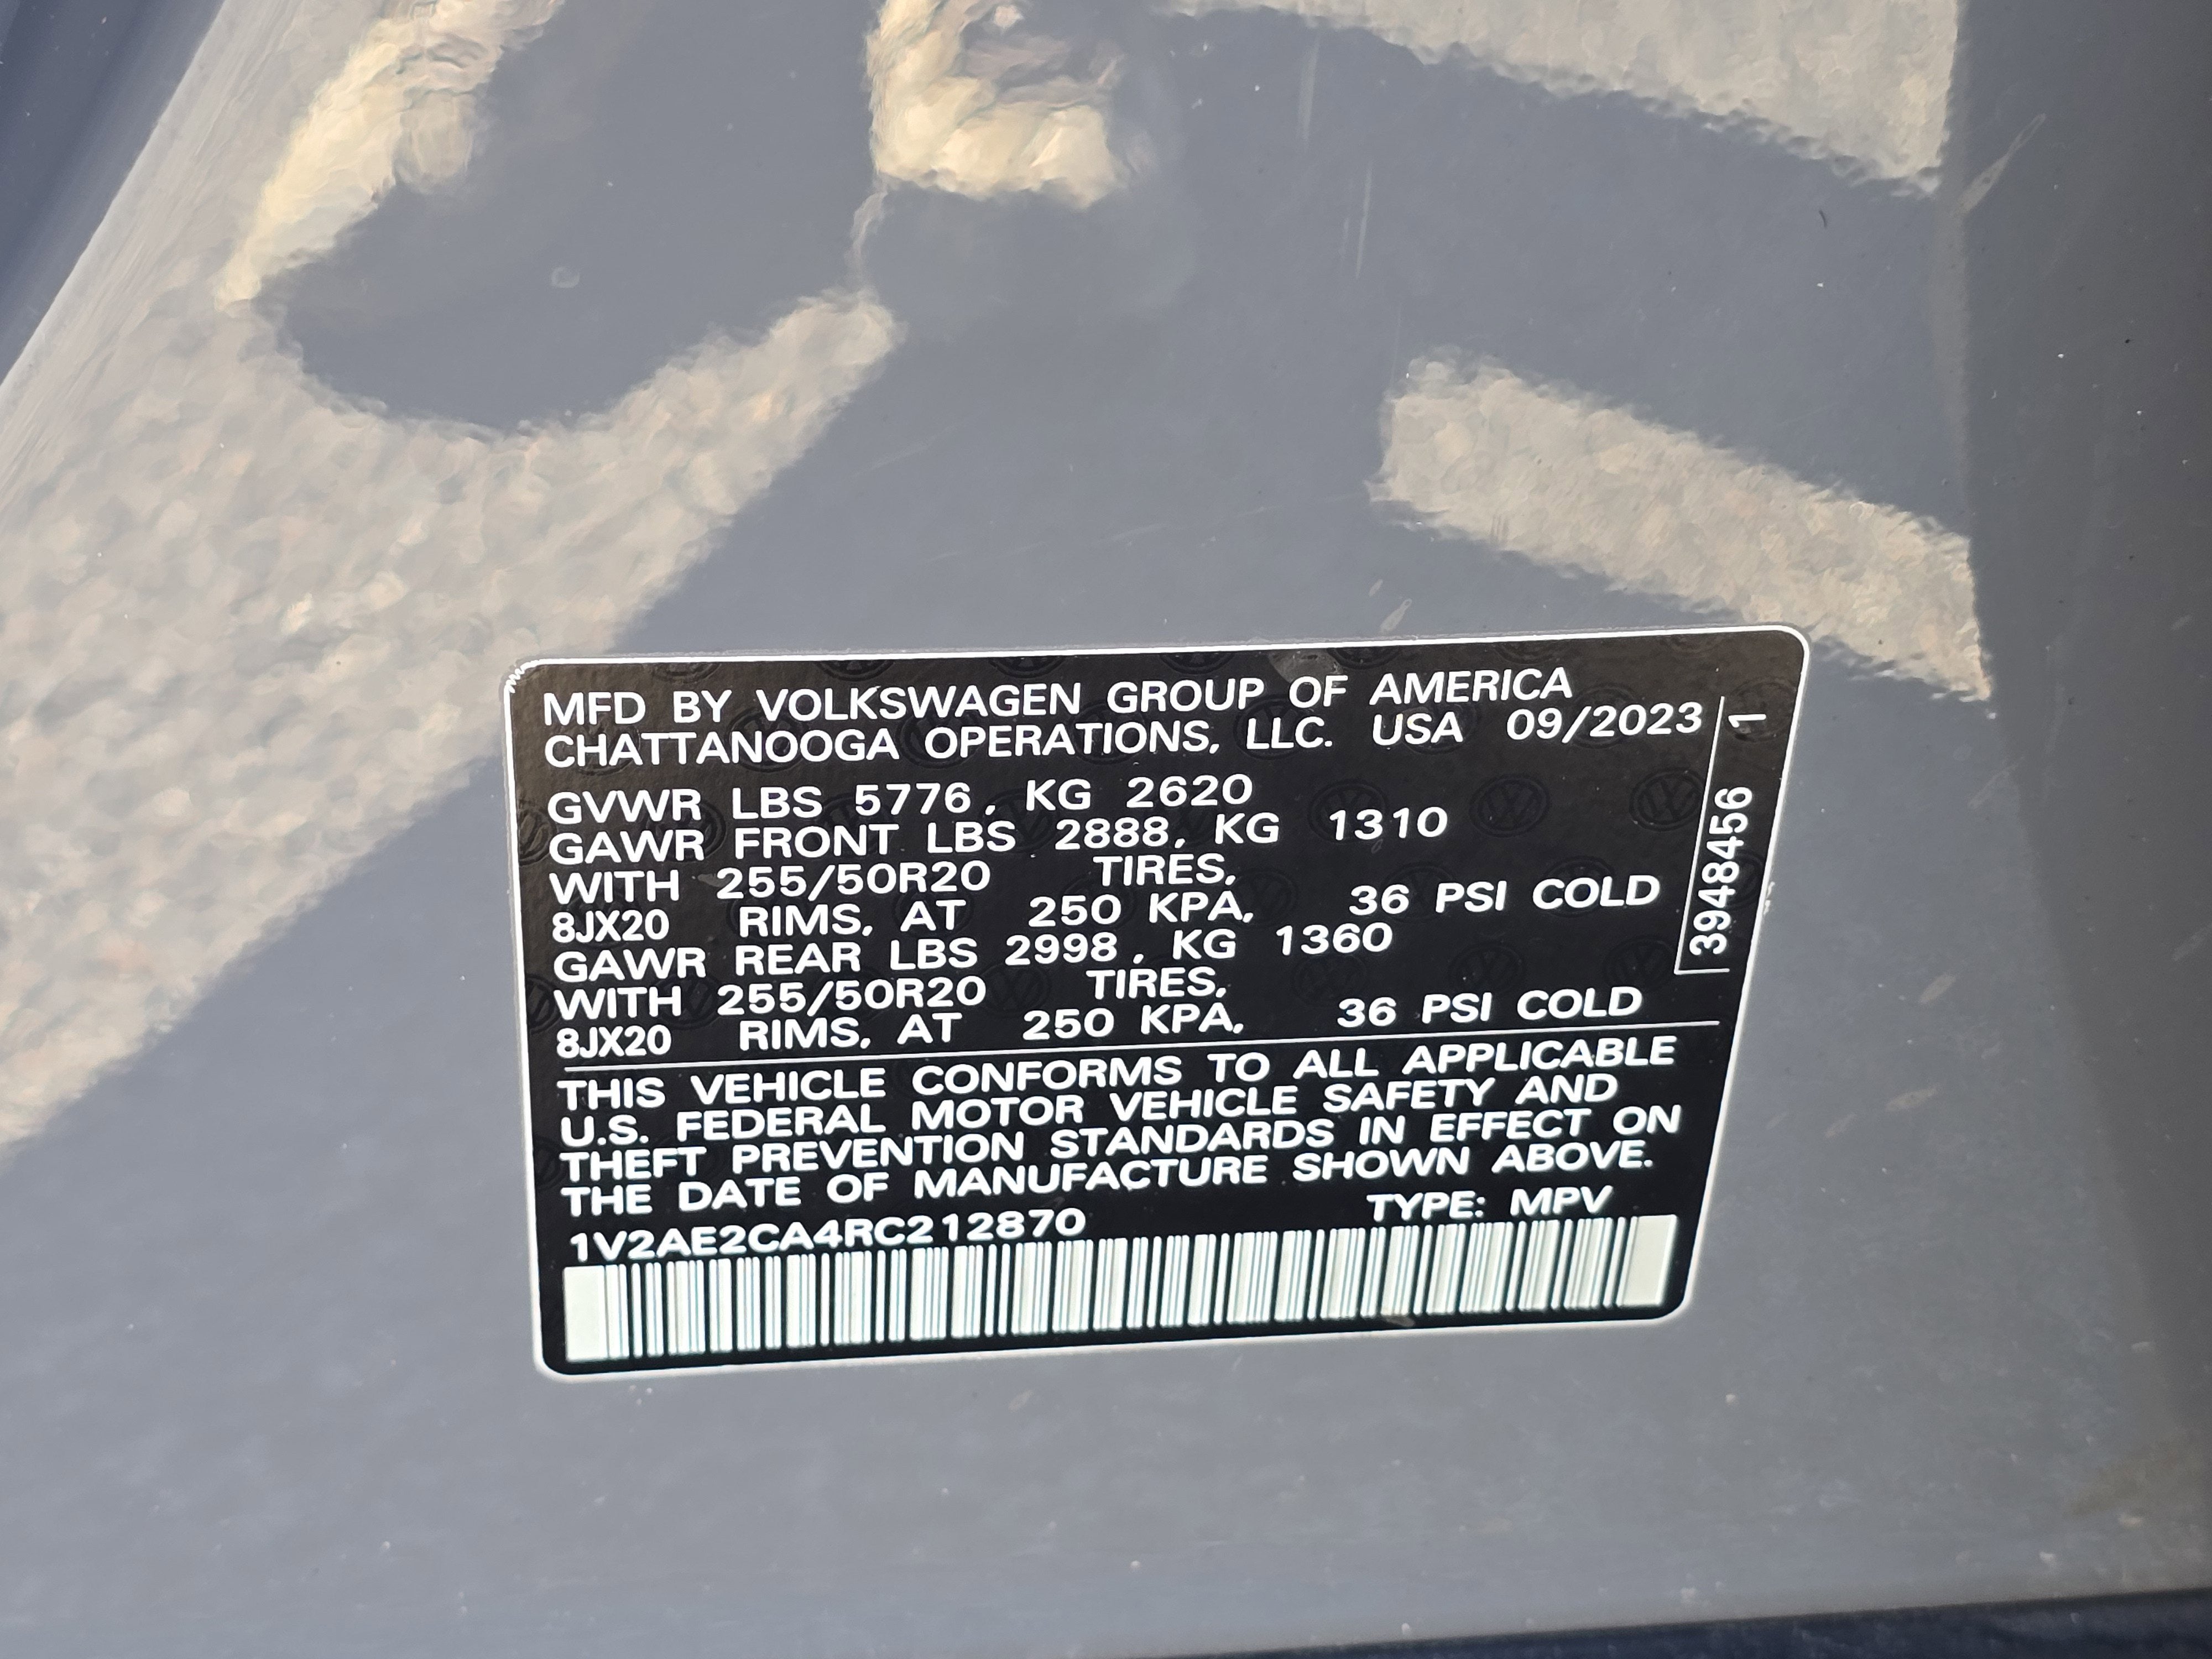 MFD BY VOLKSWAGEN GROUP OF AMERICA
CHATTANOOGA OPERATIONS, LLC. USA 09/2023
GVWR LBS 5776, KG 2620
GAWR FRONT LBS 2888, KG 1310
WITH 255/50R20 TIRES,
8JX20 RIMS, AT 250 KPA, 36 PSI COLD
GAWR REAR LBS 2998, KG 1360
WITH 255/50R20 TIRES,
8JX20 RIMS, AT 250 KPA, 36 PSI COLD
THIS VEHICLE CONFORMS TO ALL APPLICABLE
U.S. FEDERAL MOTOR VEHICLE SAFETY AND
THEFT PREVENTION STANDARDS IN EFFECT ON
THE DATE OF MANUFACTURE SHOWN ABOVE.
1V2AE2CA4RC212870 TYPE: MPV
3948456 1